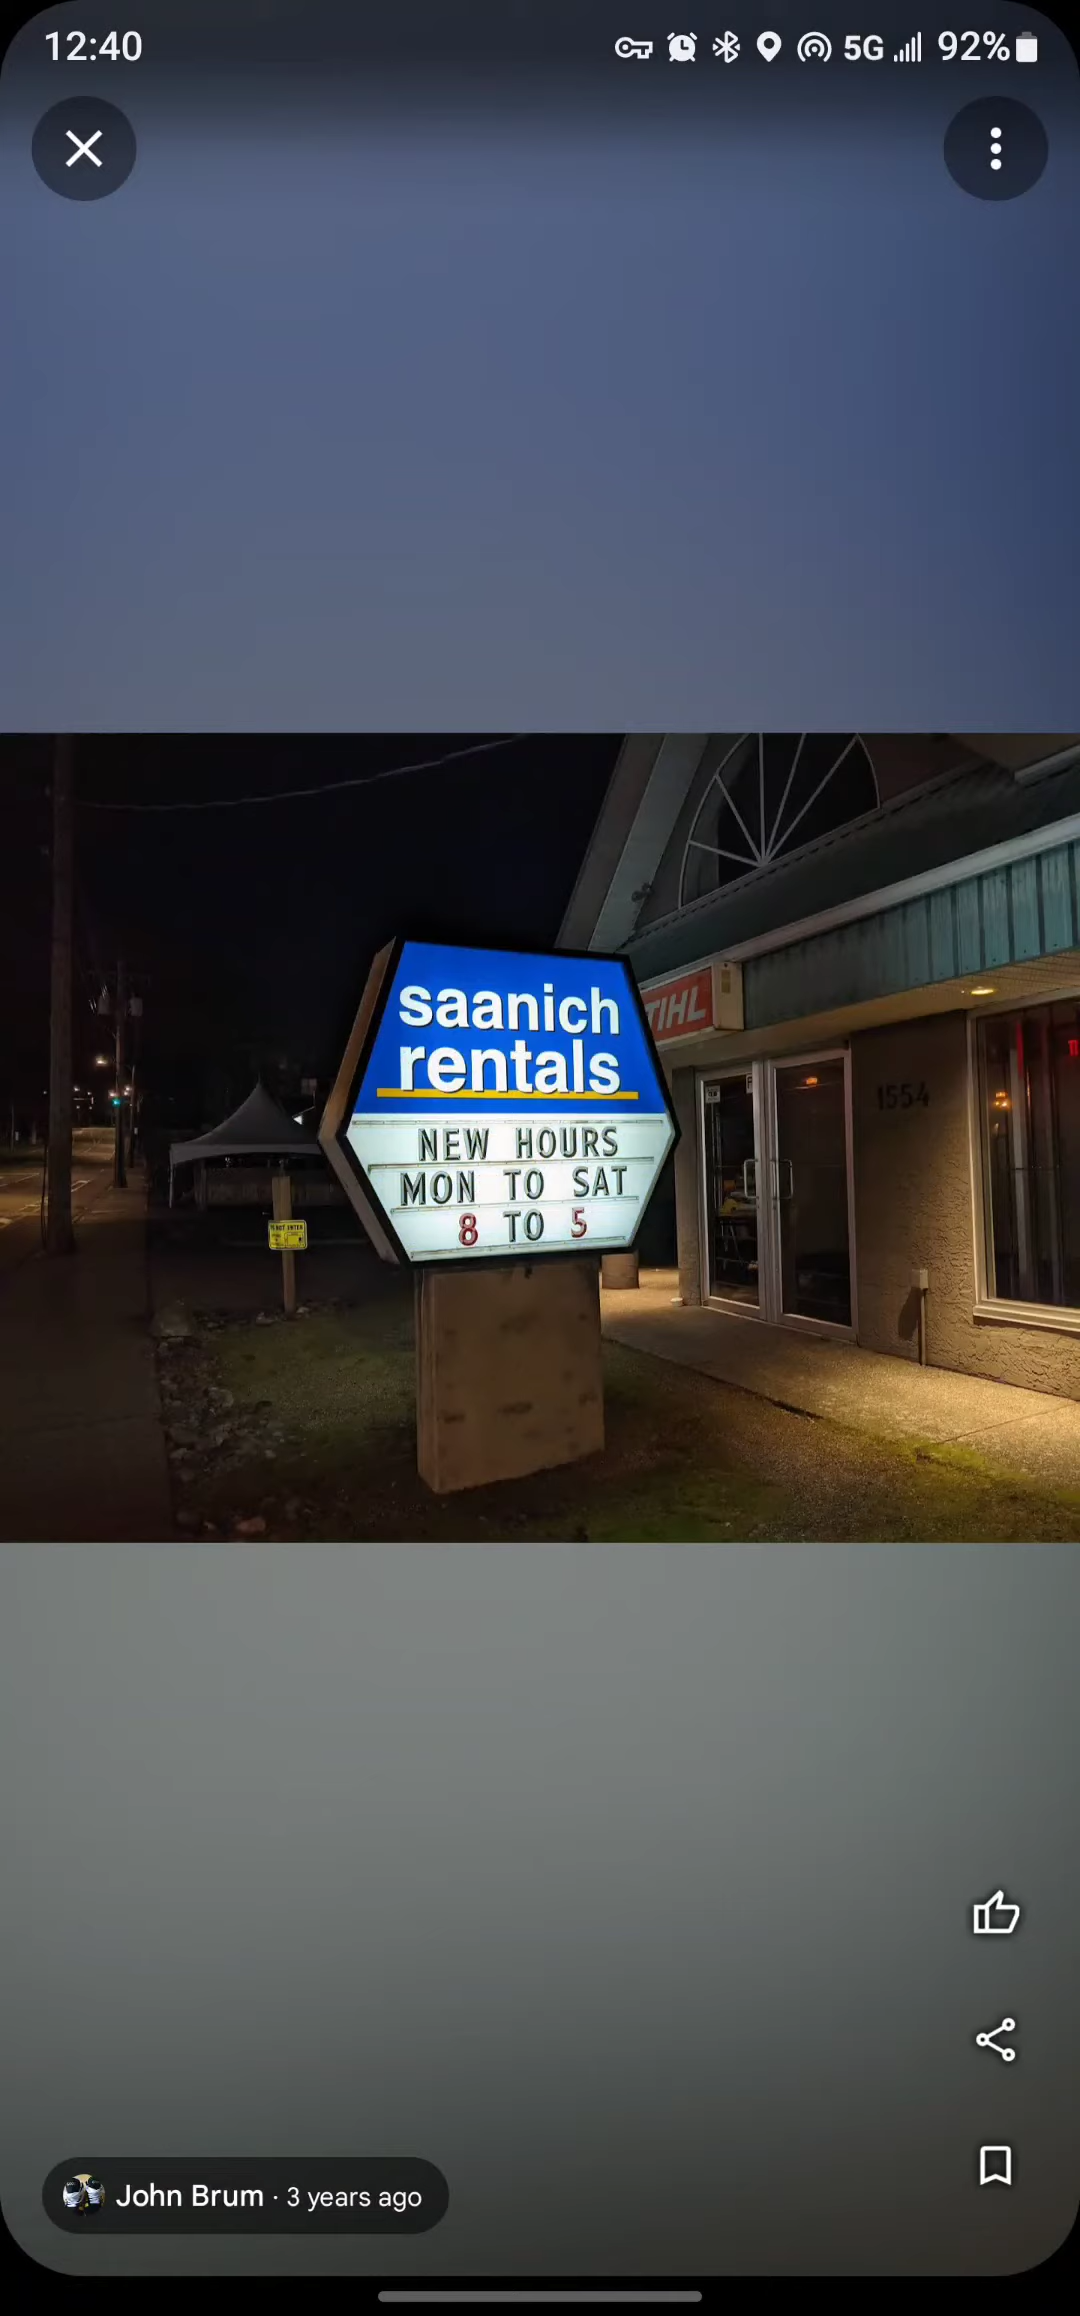 12:40
5G 92%
saanich
rentals
NEW HOURS
MON TO SAT
8 TO 5
TIHL
1554
John Brum · 3 years ago